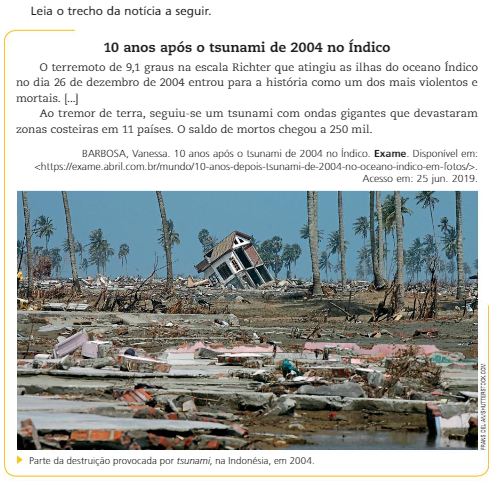 Leia o trecho da notícia a seguir.
10 anos após o tsunami de 2004 no Índico
O terremoto de 9,1 graus na escala Richter que atingiu as ilhas do oceano Índico
no dia 26 de dezembro de 2004 entrou para a história como um dos mais violentos e
mortais. [...]
Ao tremor de terra, seguiu-se um tsunami com ondas gigantes que devastaram
zonas costeiras em 11 países. O saldo de mortos chegou a 250 mil.
BARBOSA, Vanessa. 10 anos após o tsunami de 2004 no Índico. Exame. Disponível em:
<https://exame.abril.com.br/mundo/10-anos-depois-tsunami-de-2004-no-oceano-indico-em-fotos/>.
Acesso em: 25 jun. 2019.
FRANS DELIAN/SHUTTERSTOCK.COM
Parte da destruição provocada por tsunami, na Indonésia, em 2004.